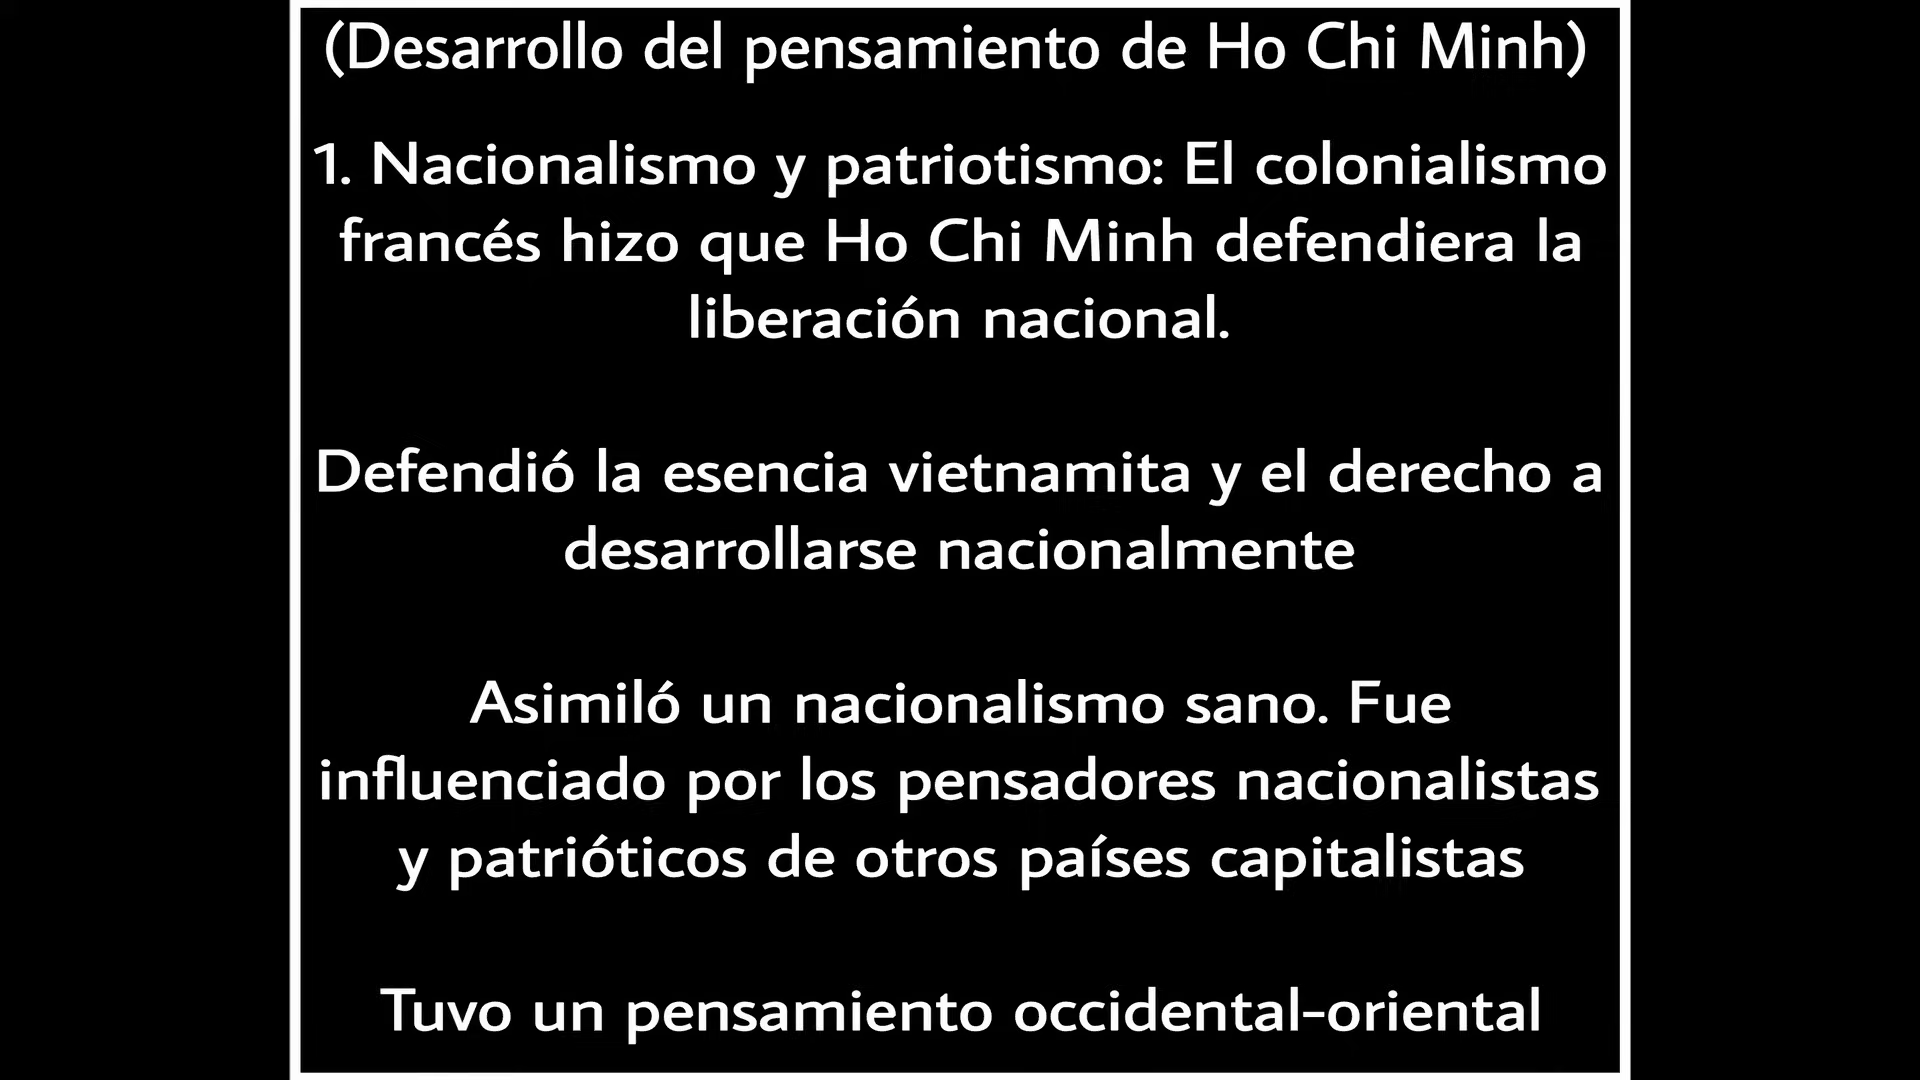 (Desarrollo del pensamiento de Ho Chi Minh)
1. Nacionalismo y patriotismo: El colonialismo
francés hizo que Ho Chi Minh defendiera la
liberación nacional.
Defendió la esencia vietnamita y el derecho a
desarrollarse nacionalmente
Asimiló un nacionalismo sano. Fue
influenciado por los pensadores nacionalistas
y patrióticos de otros países capitalistas
Tuvo un pensamiento occidental-oriental